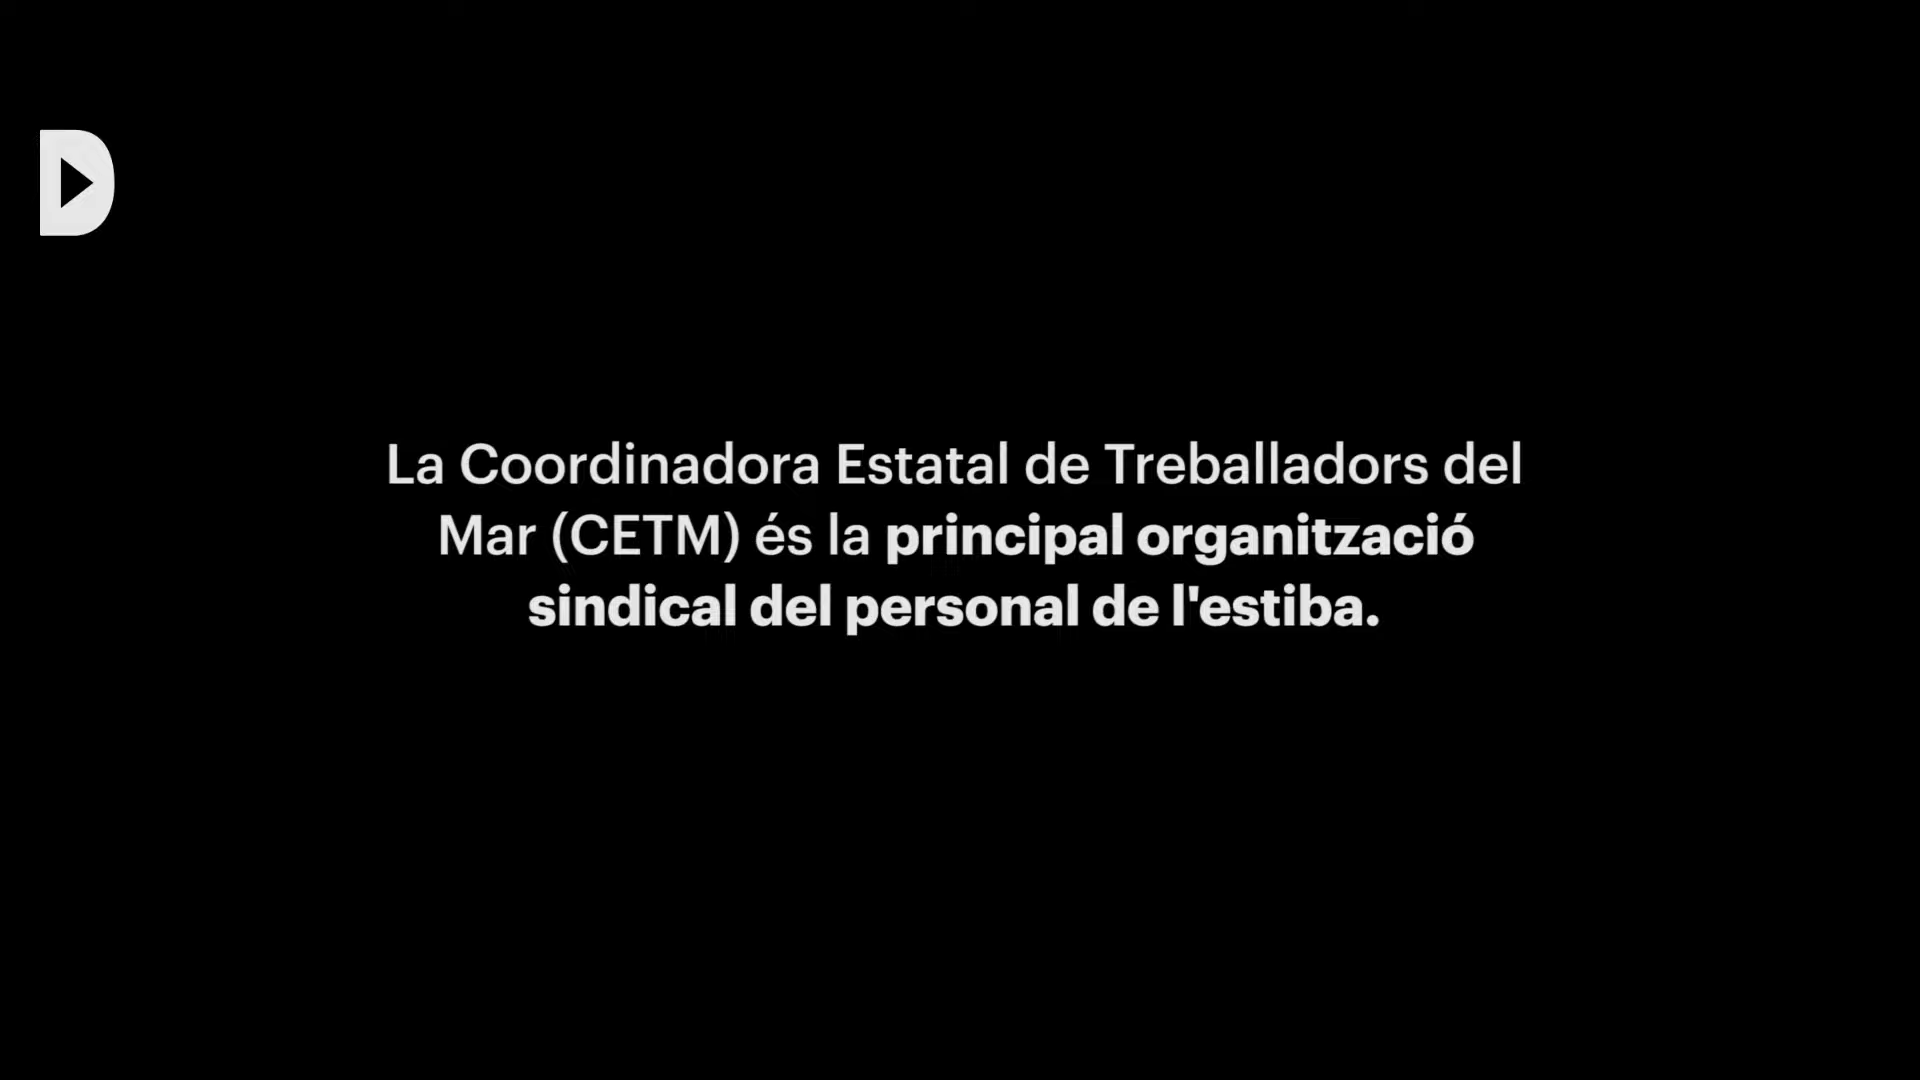 La Coordinadora Estatal de Treballadors del
Mar (CETM) és la principal organització
sindical del personal de l'estiba.